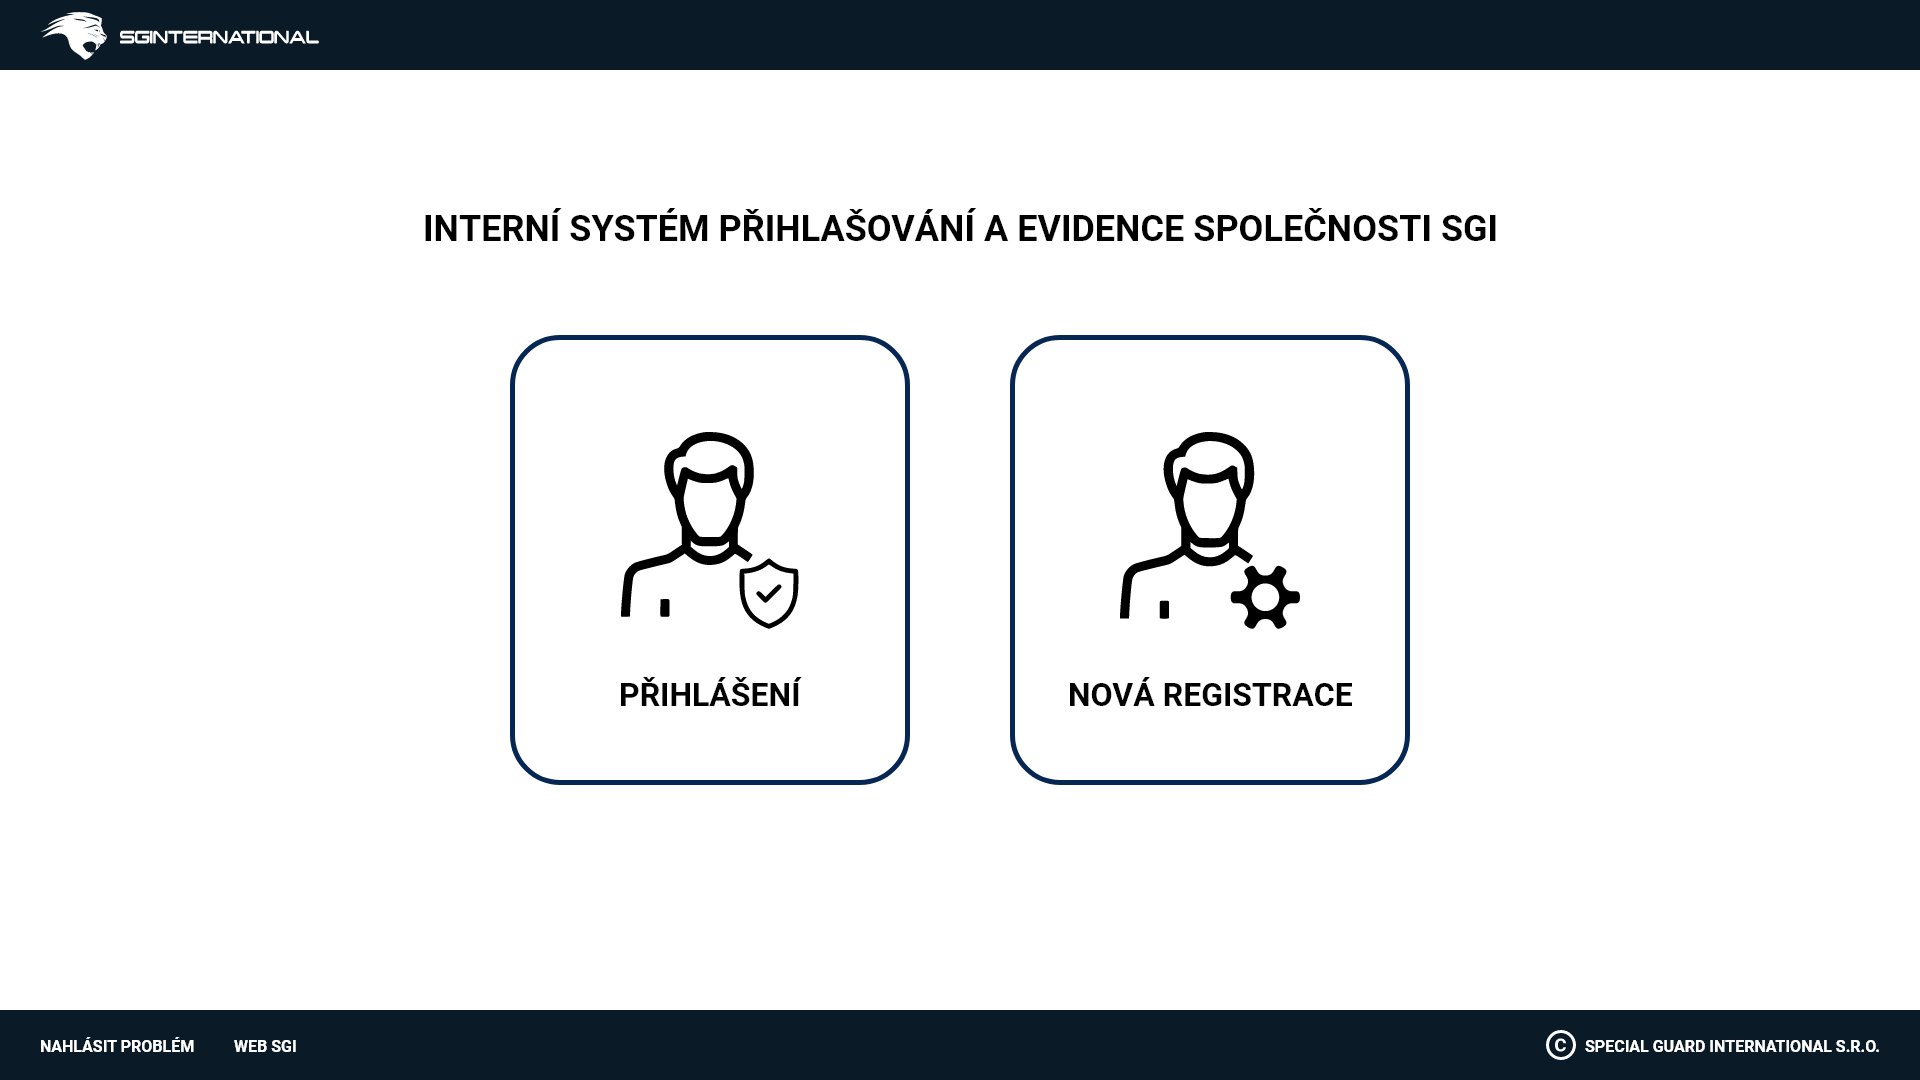 SGINTERNATIONAL
INTERNÍ SYSTÉM PŘIHLAŠOVÁNÍ A EVIDENCE SPOLEČNOSTI SGI
PŘIHLÁŠENÍ
NOVÁ REGISTRACE
NAHLÁSIT PROBLÉM
WEB SGI
© SPECIAL GUARD INTERNATIONAL S.R.O.